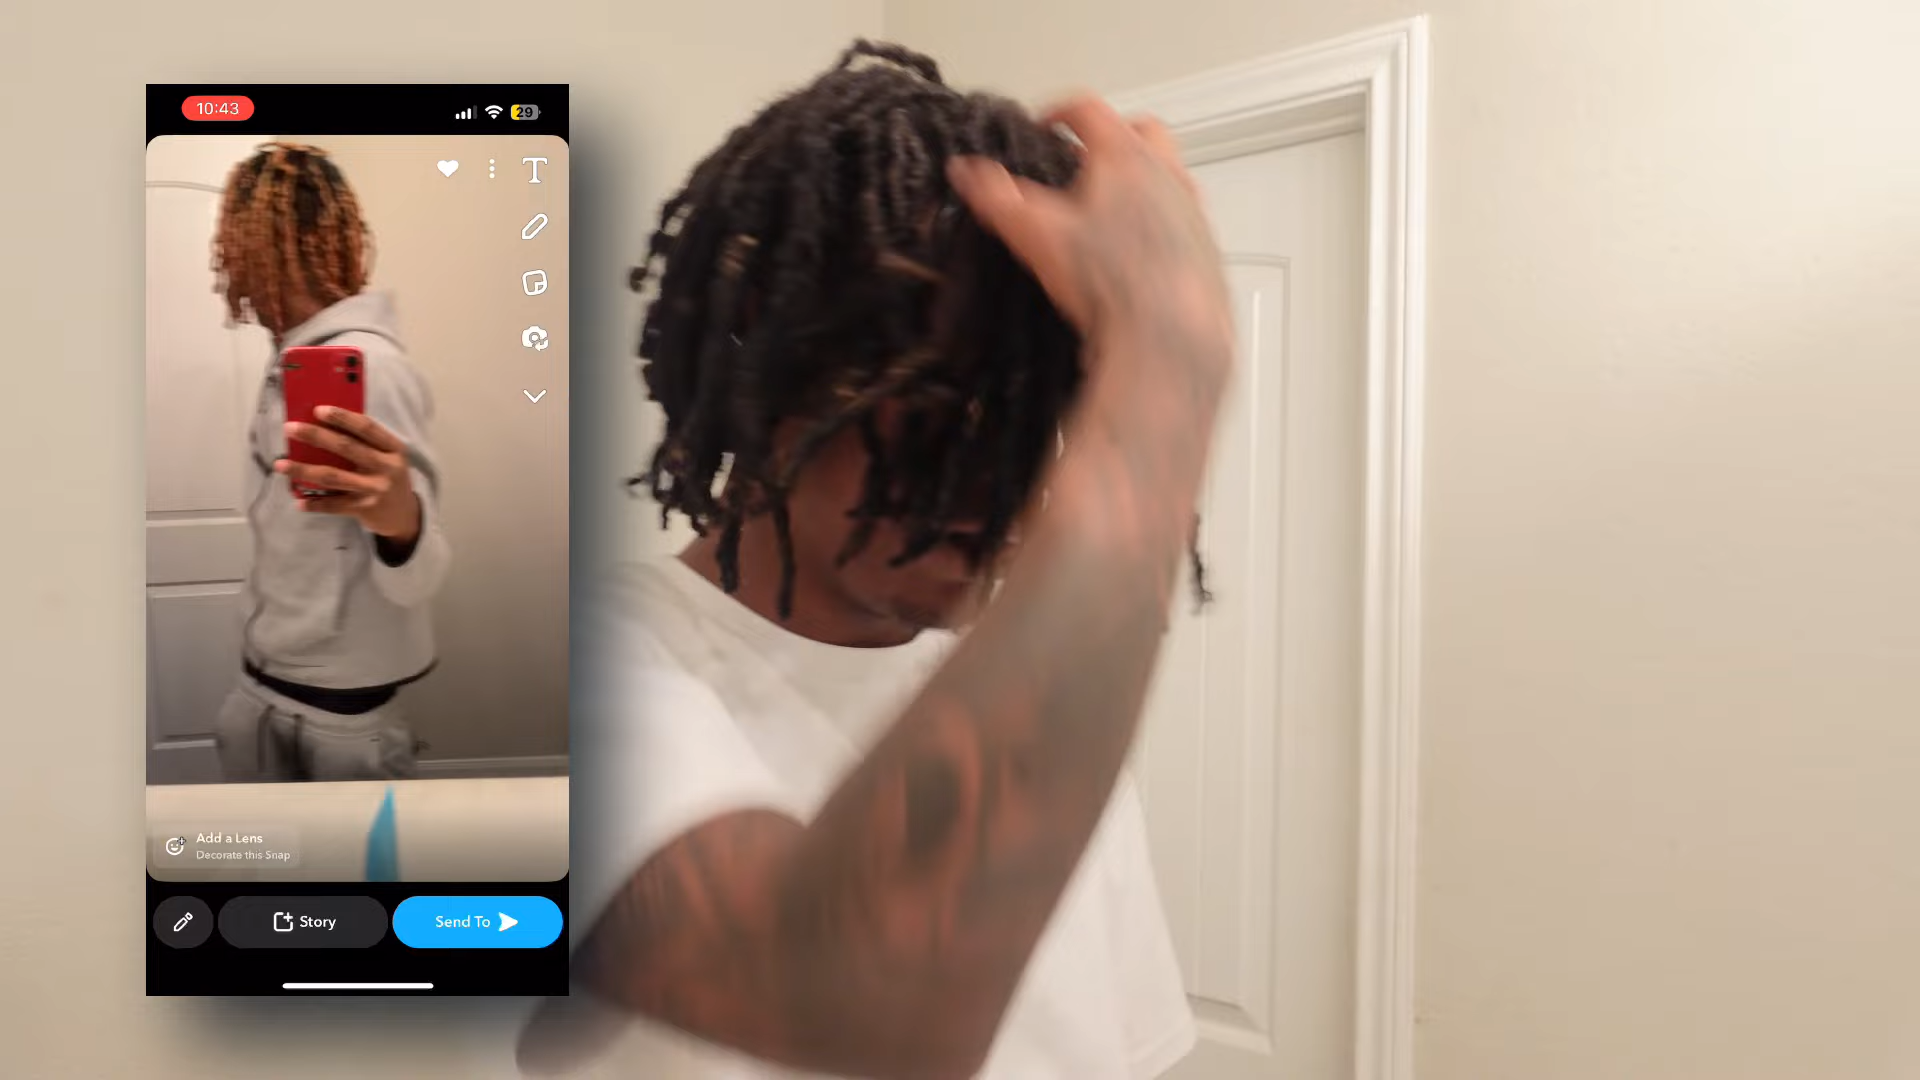 10:43
29
T
Add a Lens
Decorate this Snap
Story
Send To